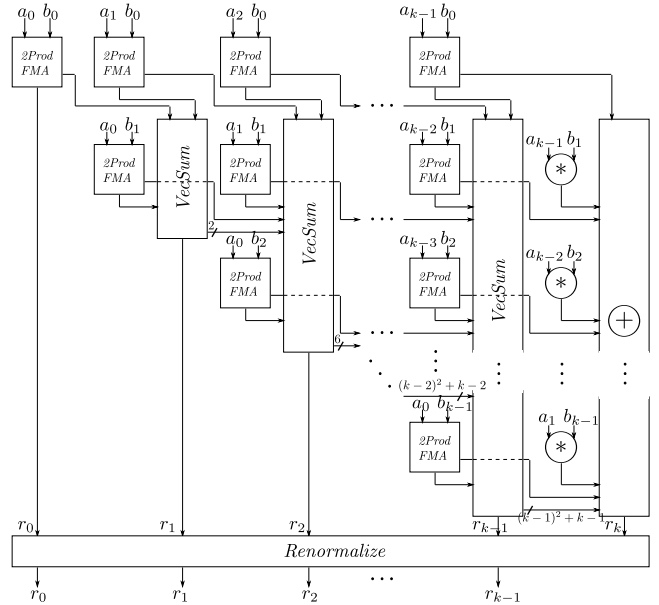 a₀ b₀ a₁ b₀ a₂ b₀ aₖ₋₁ b₀
2Prod FMA 2Prod FMA 2Prod FMA 2Prod FMA
···
a₀ b₁ a₁ b₁ aₖ₋₂ b₁ aₖ₋₁ b₁
2Prod FMA VecSum 2Prod FMA 2Prod FMA *
2 ···
a₀ b₂ VecSum aₖ₋₃ b₂ aₖ₋₂ b₂
2Prod FMA 2Prod FMA VecSum * +
6 ···
(k−2)²+k−2
a₀ bₖ₋₁ a₁ bₖ₋₁
2Prod FMA *
(k−1)²+k−1
r₀ r₁ r₂ rₖ₋₁ rₖ
Renormalize
r₀ r₁ r₂ ··· rₖ₋₁